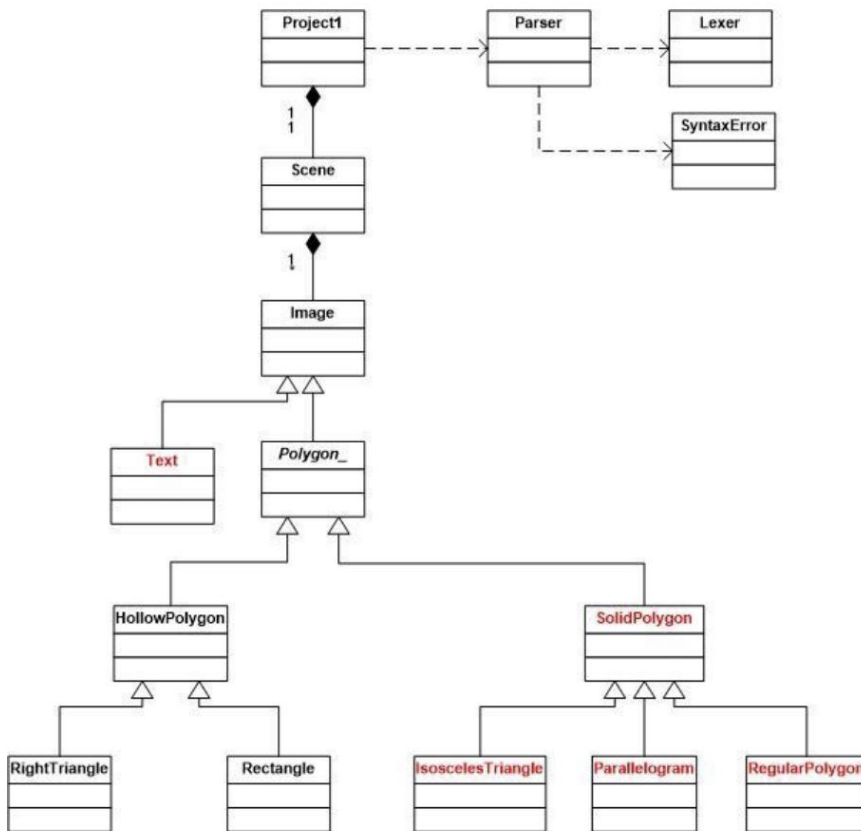 Project1
Parser
Lexer
SyntaxError
1
1
Scene
1
Image
Text
Polygon_
HollowPolygon
SolidPolygon
RightTriangle
Rectangle
IsoscelesTriangle
Parallelogram
RegularPolygon